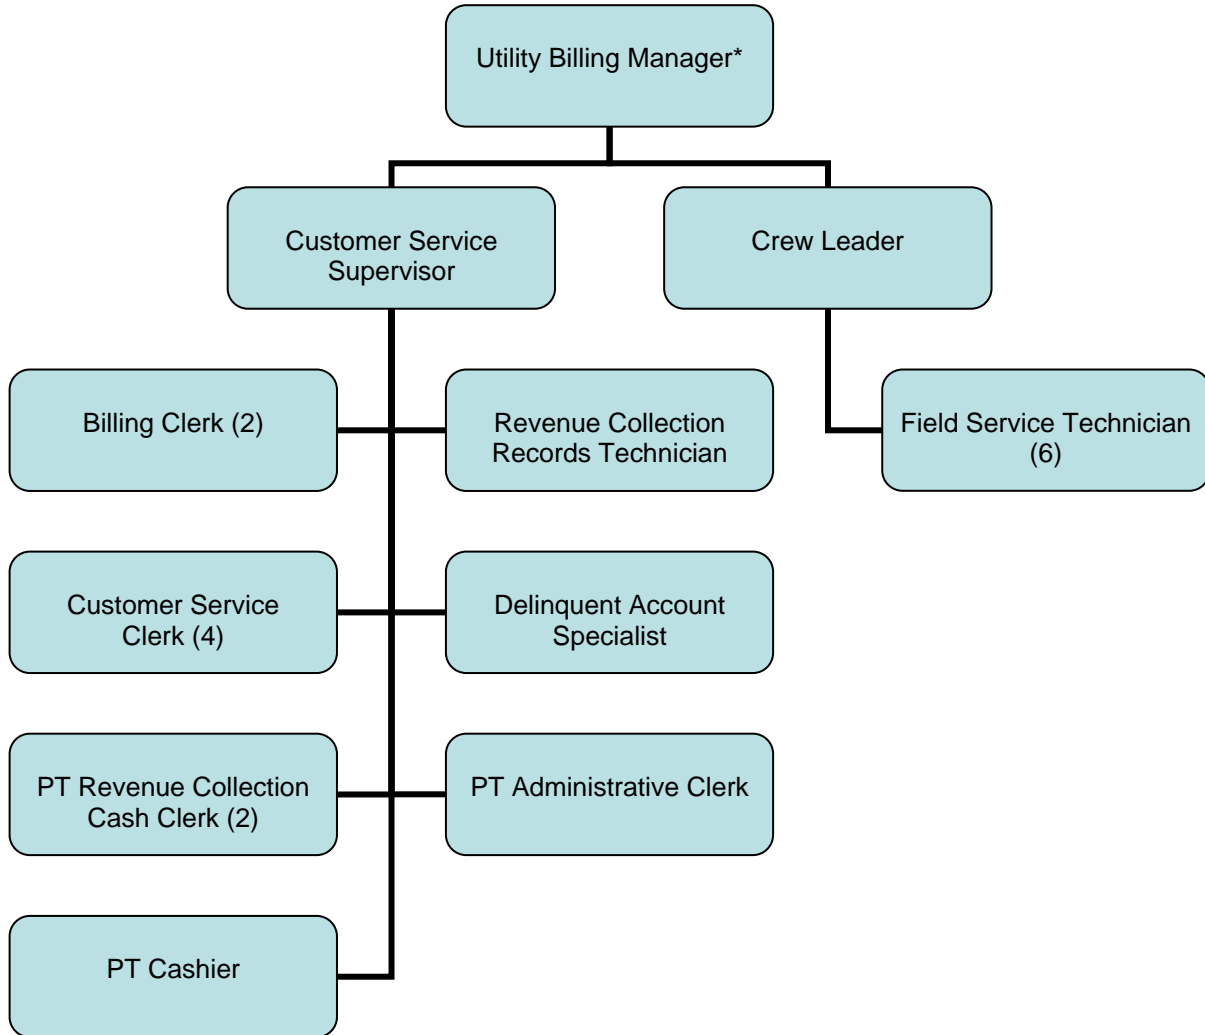 Utility Billing Manager*
Customer Service
Supervisor
Crew Leader
Billing Clerk (2)
Revenue Collection
Records Technician
Field Service Technician
(6)
Customer Service
Clerk (4)
Delinquent Account
Specialist
PT Revenue Collection
Cash Clerk (2)
PT Administrative Clerk
PT Cashier